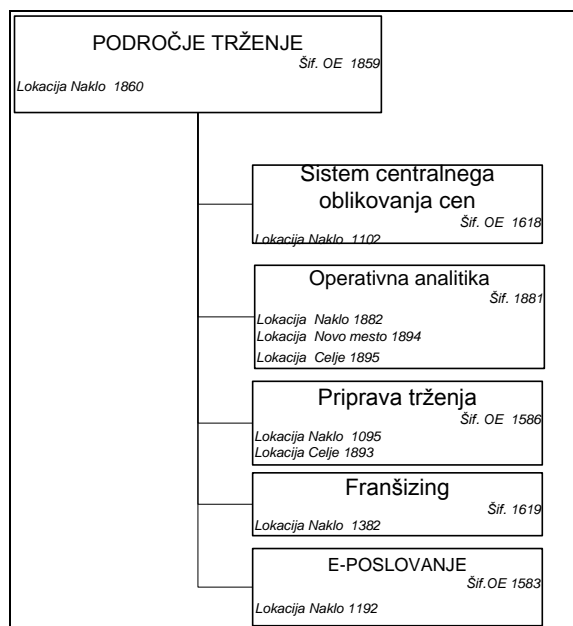 PODROČJE TRŽENJE
Šif. OE 1859
Lokacija Naklo 1860
Sistem centralnega
oblikovanja cen
Šif. OE 1618
Lokacija Naklo 1102
Operativna analitika
Šif. 1881
Lokacija Naklo 1882
Lokacija Novo mesto 1894
Lokacija Celje 1895
Priprava trženja
Šif. OE 1586
Lokacija Naklo 1095
Lokacija Celje 1893
Franšizing
Šif. 1619
Lokacija Naklo 1382
E-POSLOVANJE
Šif.OE 1583
Lokacija Naklo 1192